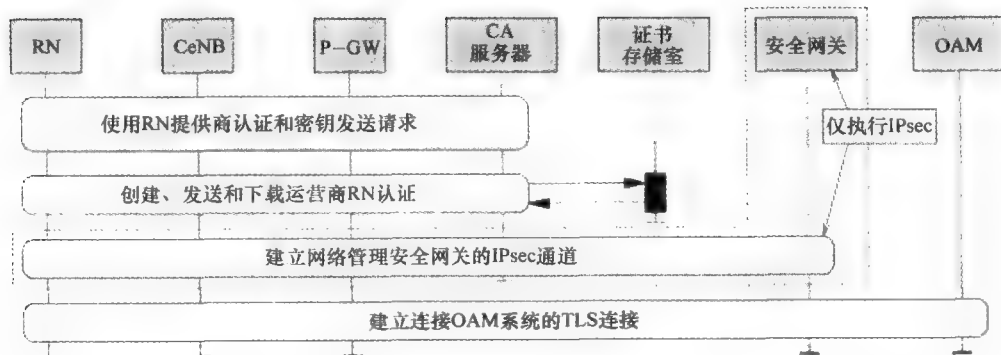 RN
CeNB
P-GW
CA
服务器
证书
存储室
安全网关
OAM
使用RN提供商认证和密钥发送请求
仅执行IPsec
创建、发送和下载运营商RN认证
建立网络管理安全网关的IPsec通道
建立连接OAM系统的TLS连接